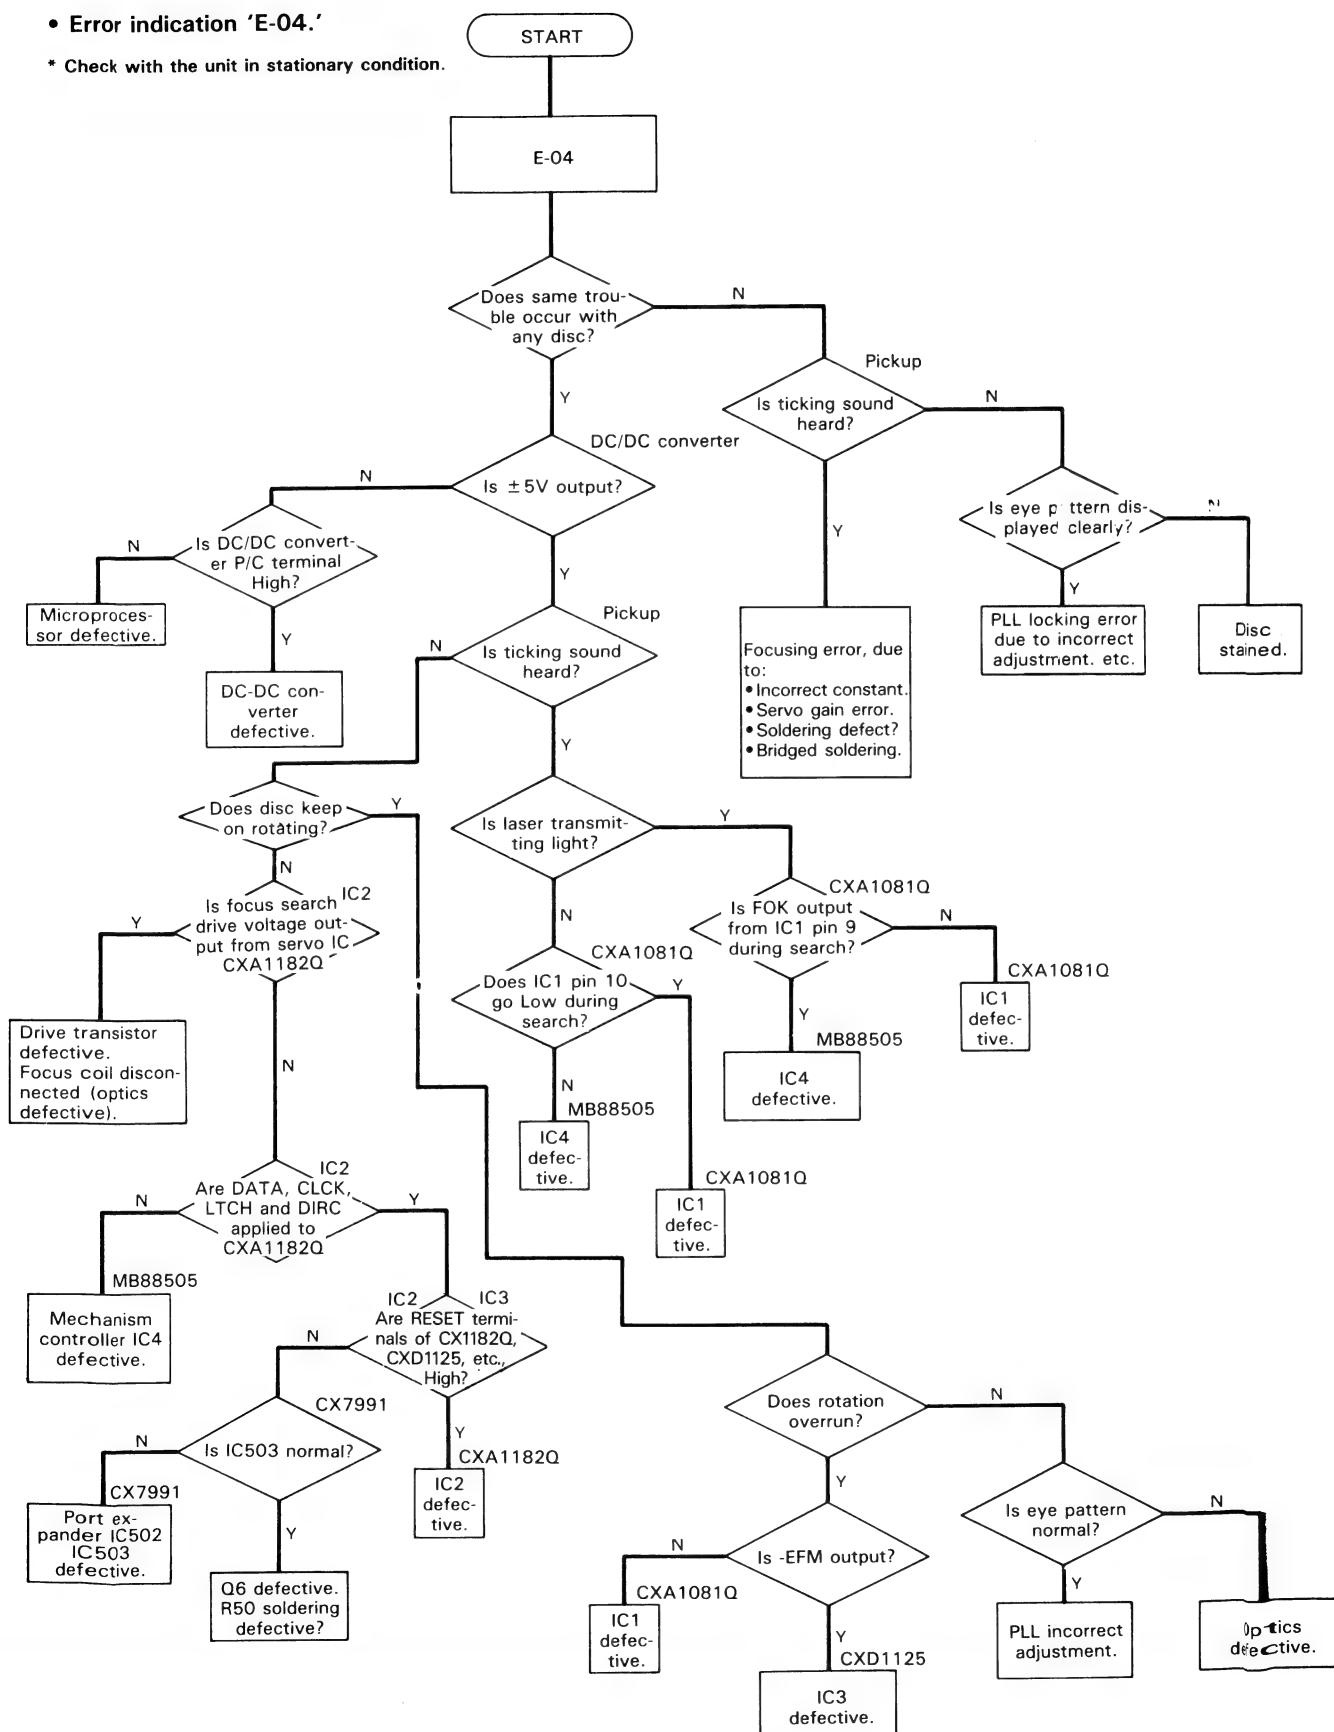 • Error indication 'E-04.'
* Check with the unit in stationary condition.
START
E-04
Does same trou-
ble occur with
any disc?
N
Y
Pickup
Is ticking sound
heard?
N
Y
DC/DC converter
Is ±5V output?
N
Y
Is eye p ttern dis-
played clearly?
N
Y
Is DC/DC convert-
er P/C terminal
High?
N
Y
Microproces-
sor defective.
DC-DC con-
verter
defective.
Pickup
Is ticking sound
heard?
N
Y
Focusing error, due
to:
• Incorrect constant.
• Servo gain error.
• Soldering defect?
• Bridged soldering.
PLL locking error
due to incorrect
adjustment. etc.
Disc
stained.
Does disc keep
on rotating?
Y
N
Is laser transmit-
ting light?
Y
N
IC2
Is focus search
drive voltage out-
put from servo IC
CXA1182Q
Y
N
CXA1081Q
Is FOK output
from IC1 pin 9
during search?
N
Y
CXA1081Q
Does IC1 pin 10
go Low during
search?
Y
N
CXA1081Q
IC1
defec-
tive.
Drive transistor
defective.
Focus coil discon-
nected (optics
defective).
MB88505
IC4
defective.
MB88505
IC4
defec-
tive.
CXA1081Q
IC1
defec-
tive.
IC2
Are DATA, CLCK,
LTCH and DIRC
applied to
CXA1182Q
N
Y
MB88505
Mechanism
controller IC4
defective.
IC2 IC3
Are RESET termi-
nals of CX1182Q,
CXD1125, etc.,
High?
N
Y
CX7991
Is IC503 normal?
N
Y
CXA1182Q
IC2
defec-
tive.
CX7991
Port ex-
pander IC502
IC503
defective.
Q6 defective.
R50 soldering
defective?
Does rotation
overrun?
N
Y
Is eye pattern
normal?
N
Y
Is -EFM output?
N
Y
CXA1081Q
IC1
defec-
tive.
CXD1125
IC3
defective.
PLL incorrect
adjustment.
Optics
defective.